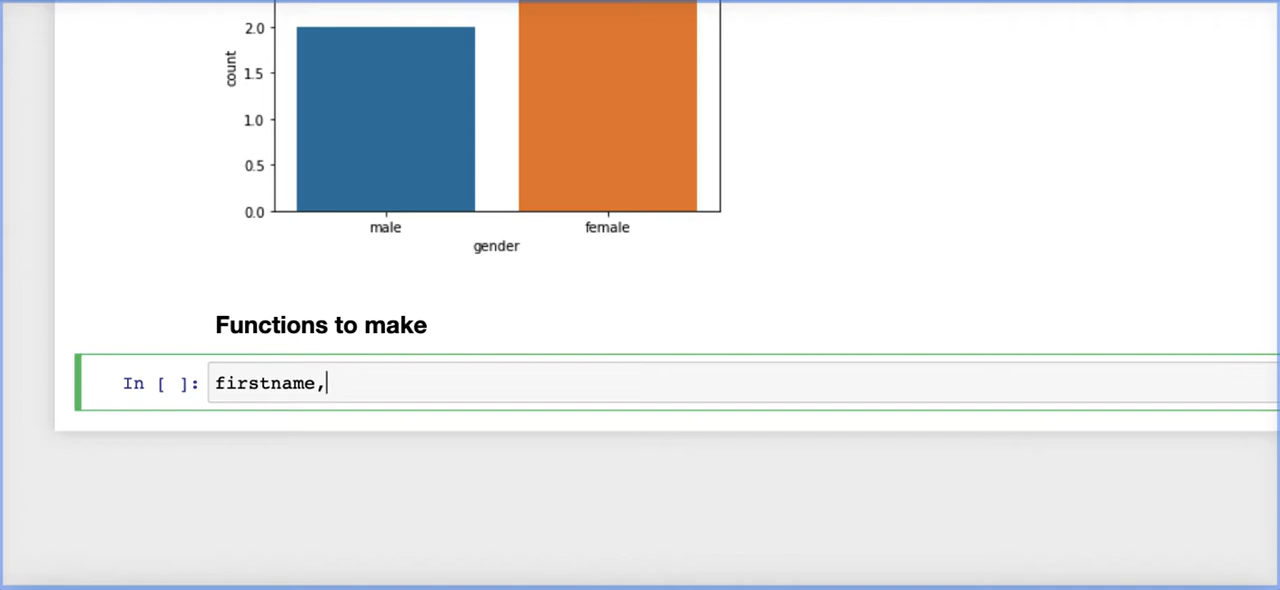 2.0
count
1.5
1.0
0.5
0.0
male female
gender
Functions to make
In [ ]: firstname,